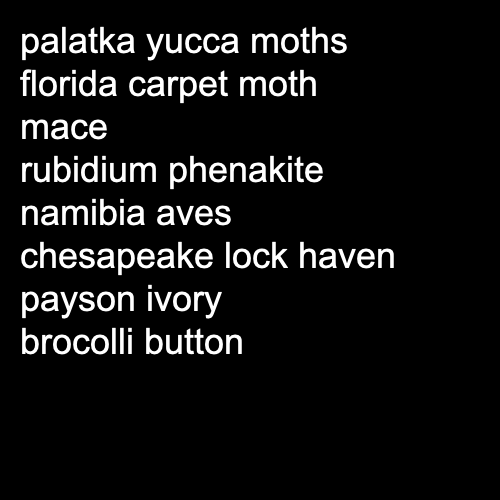 palatka yucca moths
florida carpet moth
mace
rubidium phenakite
namibia aves
chesapeake lock haven
payson ivory
brocolli button